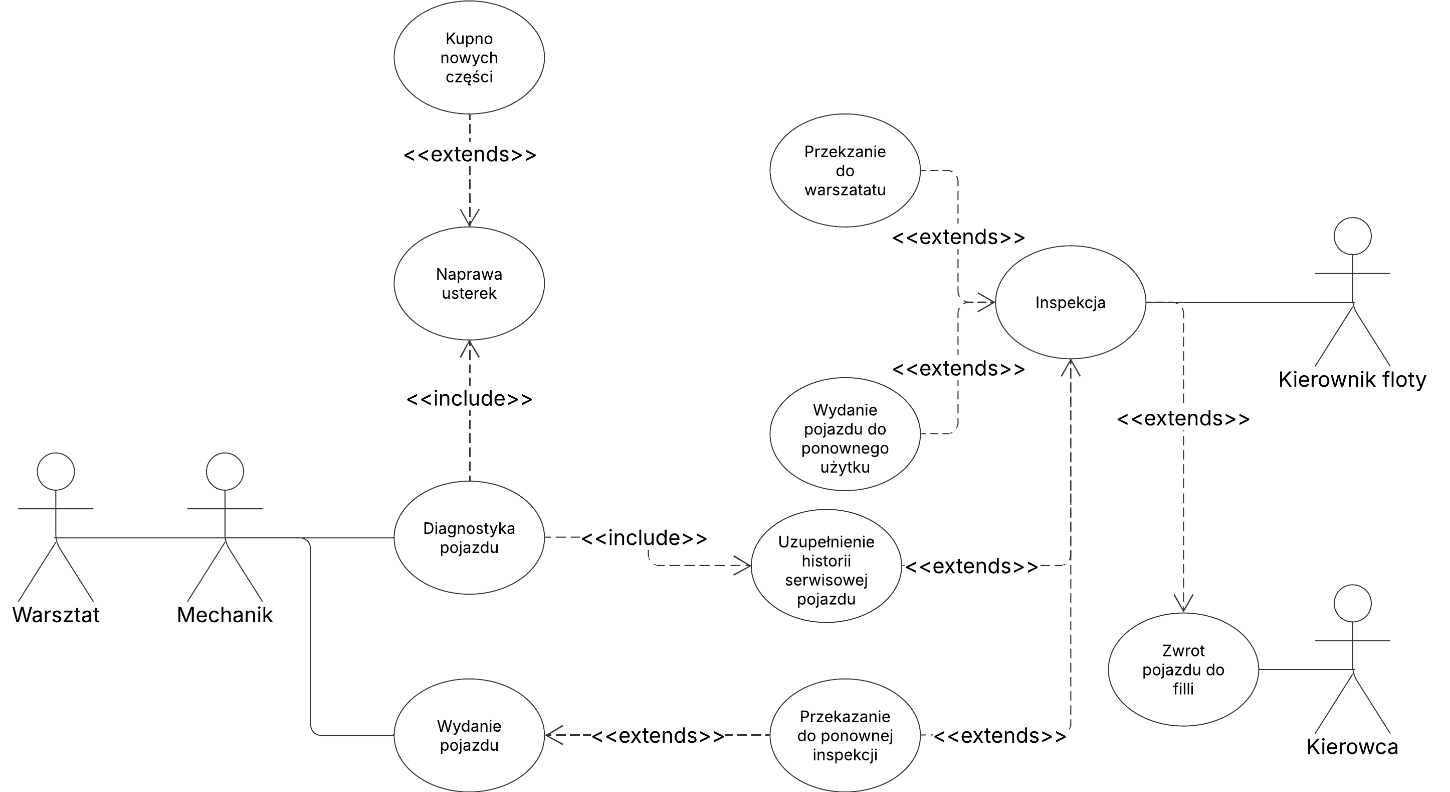 Kupno
nowych
części
<<extends>>
Przekzanie
do
warszatatu
<<extends>>
Naprawa
usterek
Inspekcja
<<extends>>
Kierownik floty
<<include>>
Wydanie
pojazdu do
ponownego
użytku
<<extends>>
Diagnostyka
pojazdu
<<include>>
Uzupełnienie
historii
serwisowej
pojazdu
<<extends>>
Warsztat
Mechanik
Zwrot
pojazdu do
filli
Wydanie
pojazdu
<<extends>>
Przekazanie
do ponownej
inspekcji
<<extends>>
Kierowca